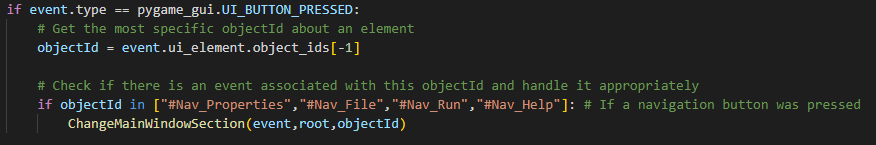 if event.type == pygame_gui.UI_BUTTON_PRESSED:
    # Get the most specific objectId about an element
    objectId = event.ui_element.object_ids[-1]

    # Check if there is an event associated with this objectId and handle it appropriately
    if objectId in ["#Nav_Properties","#Nav_File","#Nav_Run","#Nav_Help"]: # If a navigation button was pressed
        ChangeMainWindowSection(event,root,objectId)